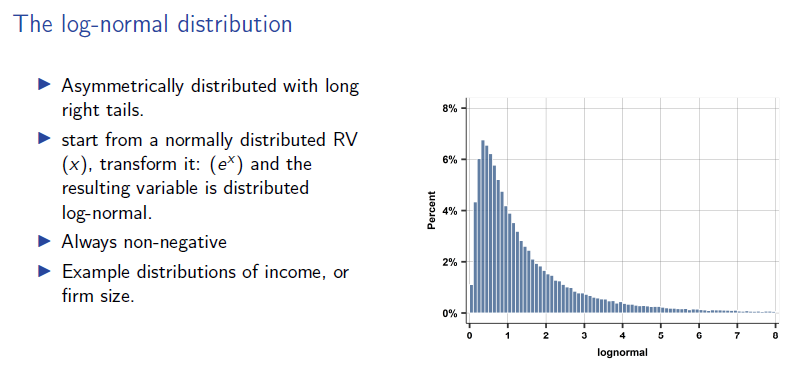 The log-normal distribution
▶ Asymmetrically distributed with long
right tails.
▶ start from a normally distributed RV
(x), transform it: (eˣ) and the
resulting variable is distributed
log-normal.
▶ Always non-negative
▶ Example distributions of income, or
firm size.
8%
6%
4%
2%
0%
Percent
0 1 2 3 4 5 6 7 8
lognormal